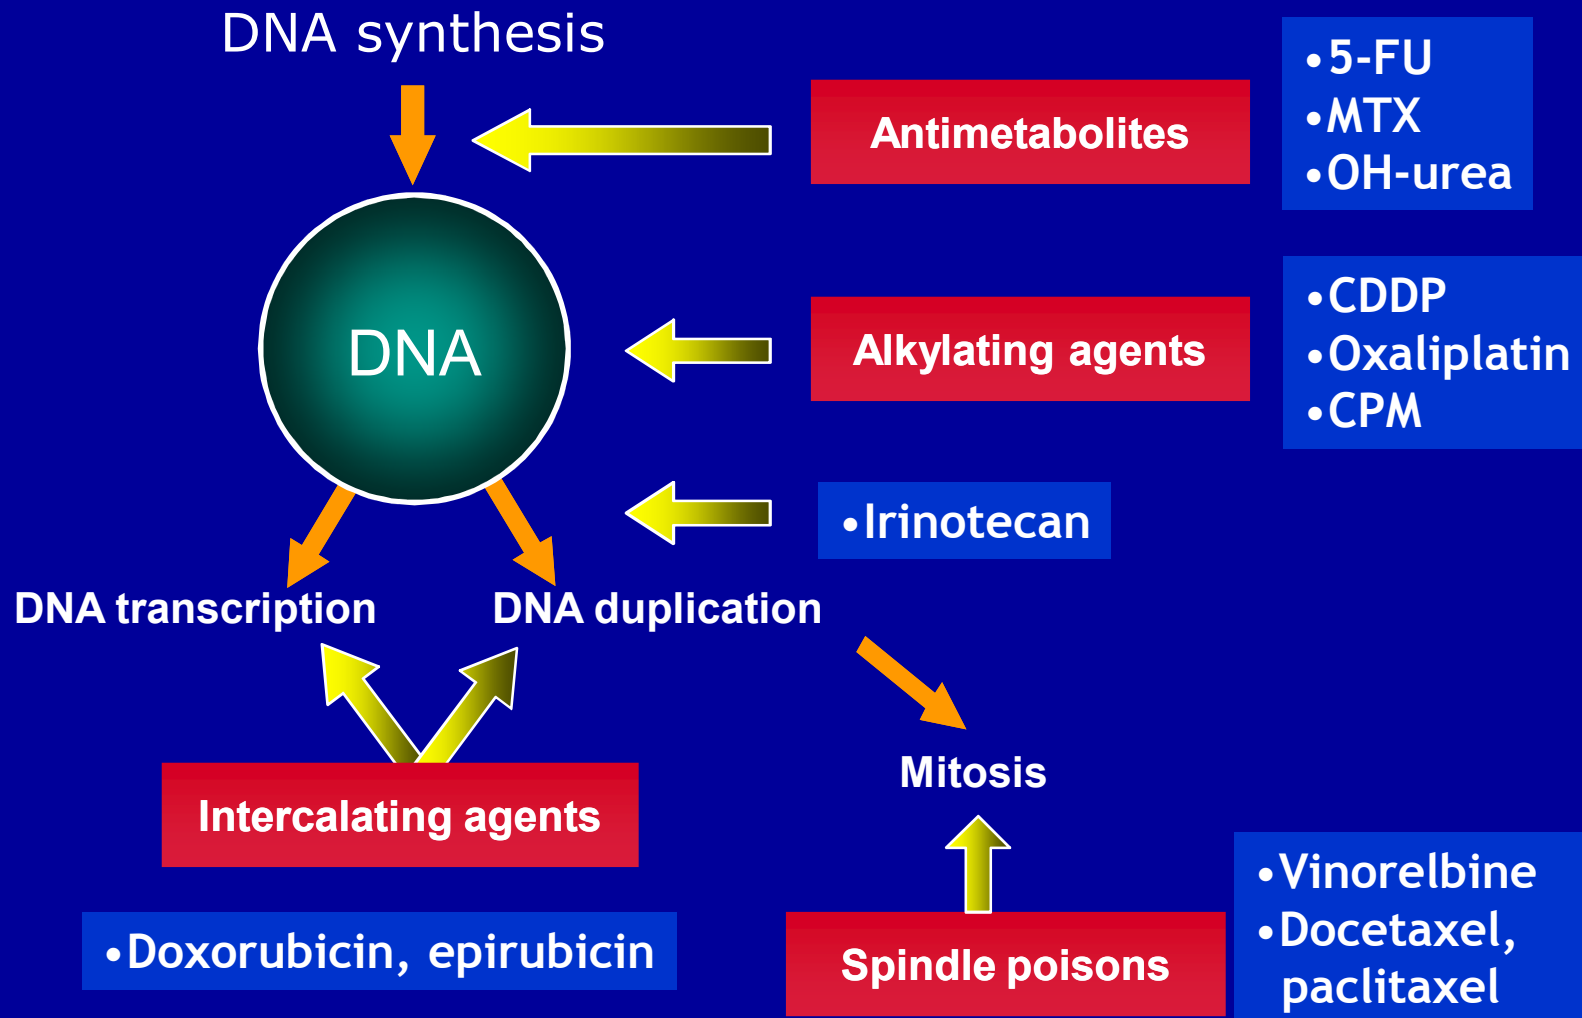 DNA synthesis
Antimetabolites
•5-FU
•MTX
•OH-urea
DNA
Alkylating agents
•CDDP
•Oxaliplatin
•CPM
•Irinotecan
DNA transcription
DNA duplication
Mitosis
Intercalating agents
•Doxorubicin, epirubicin
Spindle poisons
•Vinorelbine
•Docetaxel,
paclitaxel